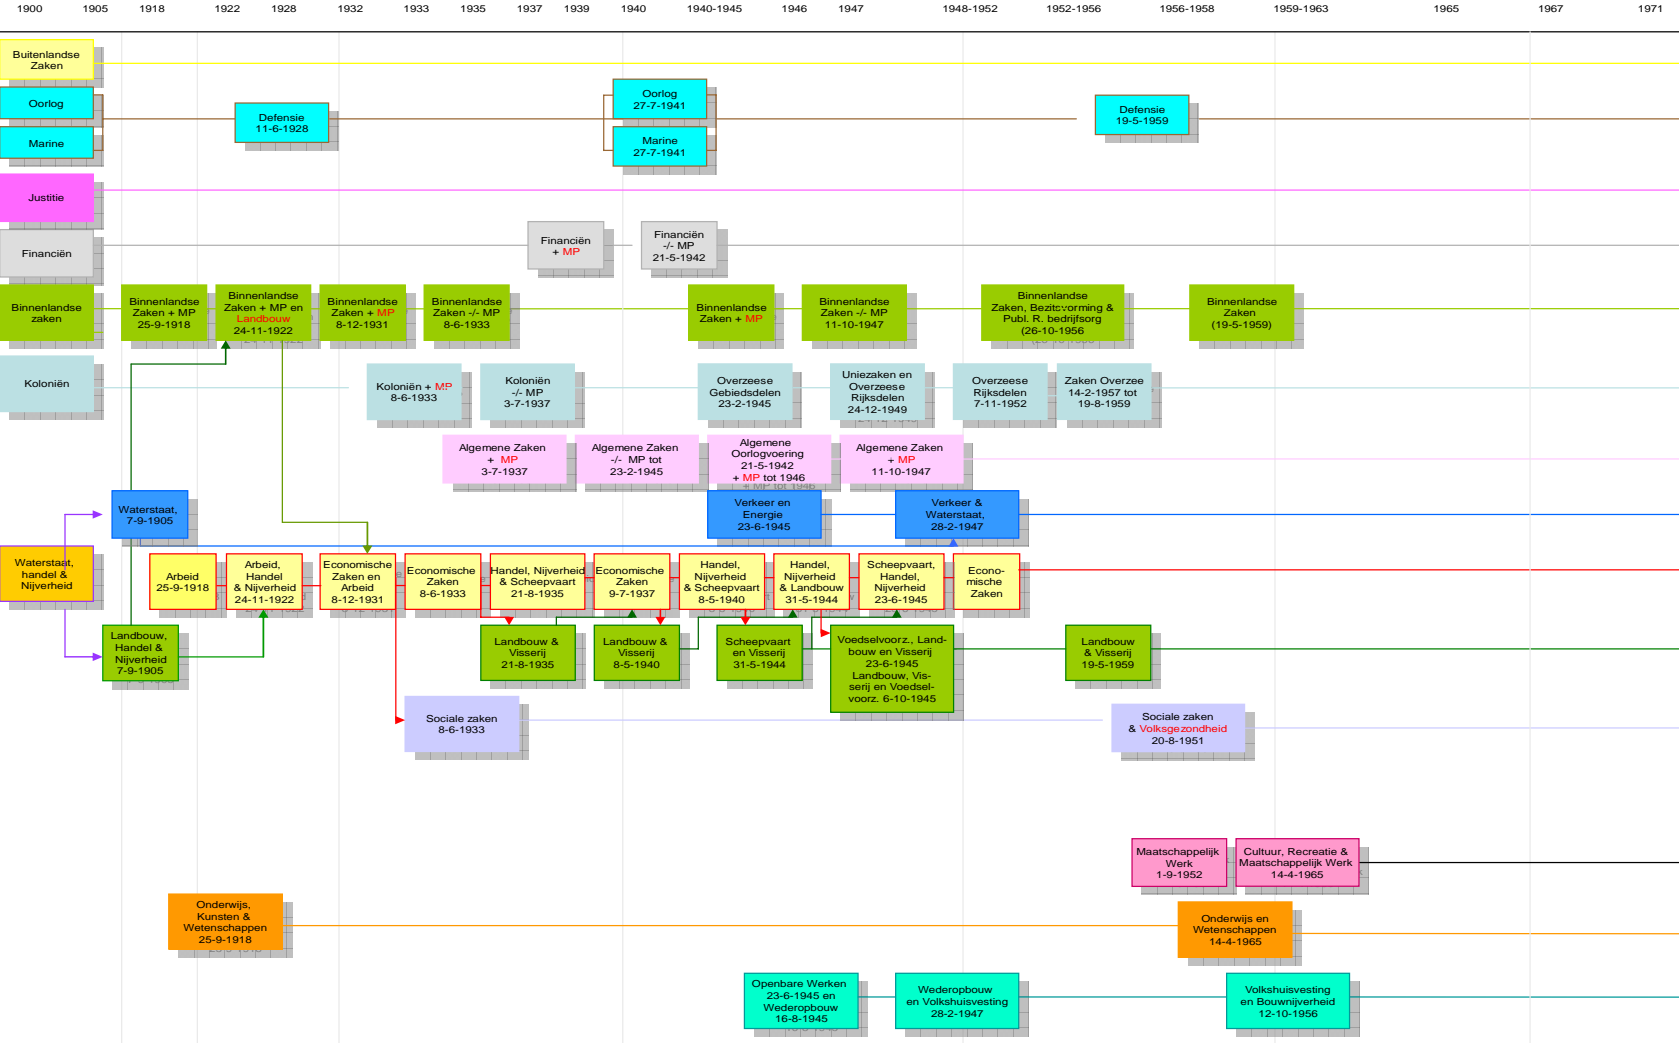 1900 1905 1918 1922 1928 1932 1933 1935 1937 1939 1940 1940-1945 1946 1947 1948-1952 1952-1956 1956-1958 1959-1963 1965 1967 1971
Buitenlandse
Zaken
Oorlog
Marine
Defensie
11-6-1928
Oorlog
27-7-1941
Marine
27-7-1941
Defensie
19-5-1959
Justitie
Financiën
Financiën
+ MP
Financiën
-/- MP
21-5-1942
Binnenlandse
zaken
Binnenlandse
Zaken + MP
25-9-1918
Binnenlandse
Zaken + MP en
Landbouw
24-11-1922
Binnenlandse
Zaken + MP
8-12-1931
Binnenlandse
Zaken -/- MP
8-6-1933
Binnenlandse
Zaken + MP
Binnenlandse
Zaken -/- MP
11-10-1947
Binnenlandse
Zaken, Bezitsvorming &
Publ. R. bedrijfsorg
(26-10-1956
Binnenlandse
Zaken
(19-5-1959)
Koloniën
Koloniën + MP
8-6-1933
Koloniën
-/- MP
3-7-1937
Overzeese
Gebiedsdelen
23-2-1945
Uniezaken en
Overzeese
Rijksdelen
24-12-1949
Overzeese
Rijksdelen
7-11-1952
Zaken Overzee
14-2-1957 tot
19-8-1959
Algemene Zaken
+ MP
3-7-1937
Algemene Zaken
-/- MP tot
23-2-1945
Algemene
Oorlogvoering
21-5-1942
+ MP tot 1946
Algemene Zaken
+ MP
11-10-1947
Waterstaat,
7-9-1905
Verkeer en
Energie
23-6-1945
Verkeer &
Waterstaat,
28-2-1947
Waterstaat,
handel &
Nijverheid
Arbeid
25-9-1918
Arbeid,
Handel
& Nijverheid
24-11-1922
Economische
Zaken en
Arbeid
8-12-1931
Economische
Zaken
8-6-1933
Handel, Nijverheid
& Scheepvaart
21-8-1935
Economische
Zaken
9-7-1937
Handel,
Nijverheid
& Scheepvaart
8-5-1940
Handel,
Nijverheid
& Landbouw
31-5-1944
Scheepvaart,
Handel,
Nijverheid
23-6-1945
Econo-
mische
Zaken
Landbouw,
Handel &
Nijverheid
7-9-1905
Landbouw &
Visserij
21-8-1935
Landbouw &
Visserij
8-5-1940
Scheepvaart
en Visserij
31-5-1944
Voedselvoorz., Land-
bouw en Visserij
23-6-1945
Landbouw, Vis-
serij en Voedsel-
voorz. 6-10-1945
Landbouw
& Visserij
19-5-1959
Sociale zaken
8-6-1933
Sociale zaken
& Volksgezondheid
20-8-1951
Maatschappelijk
Werk
1-9-1952
Cultuur, Recreatie &
Maatschappelijk Werk
14-4-1965
Onderwijs,
Kunsten &
Wetenschappen
25-9-1918
Onderwijs en
Wetenschappen
14-4-1965
Openbare Werken
23-6-1945 en
Wederopbouw
16-8-1945
Wederopbouw
en Volkshuisvesting
28-2-1947
Volkshuisvesting
en Bouwnijverheid
12-10-1956